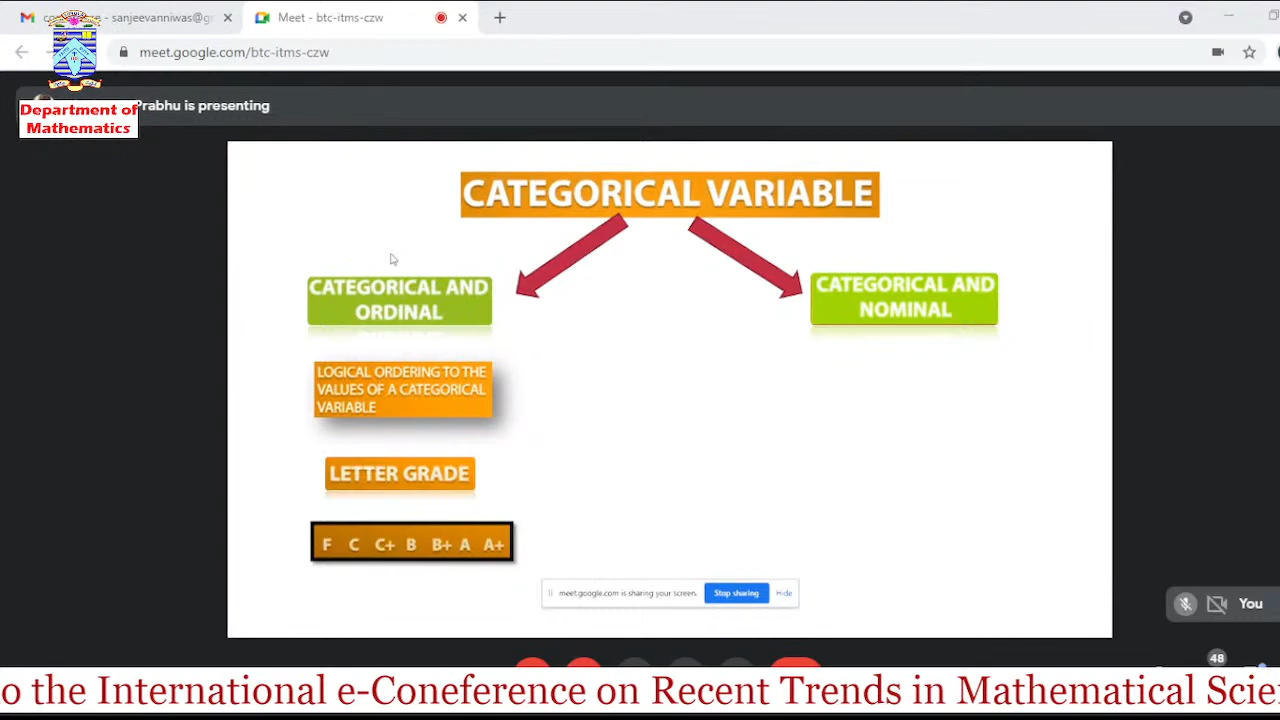 sanjeevanniwas@g
Meet - btc-itms-czw
meet.google.com/btc-itms-czw
Department of
Mathematics
Prabhu is presenting
CATEGORICAL VARIABLE
CATEGORICAL AND
ORDINAL
CATEGORICAL AND
NOMINAL
LOGICAL ORDERING TO THE
VALUES OF A CATEGORICAL
VARIABLE
LETTER GRADE
F C C+ B B+ A A+
meet.google.com is sharing your screen.
Stop sharing
Hide
You
48
o the International e-Coneference on Recent Trends in Mathematical Scie